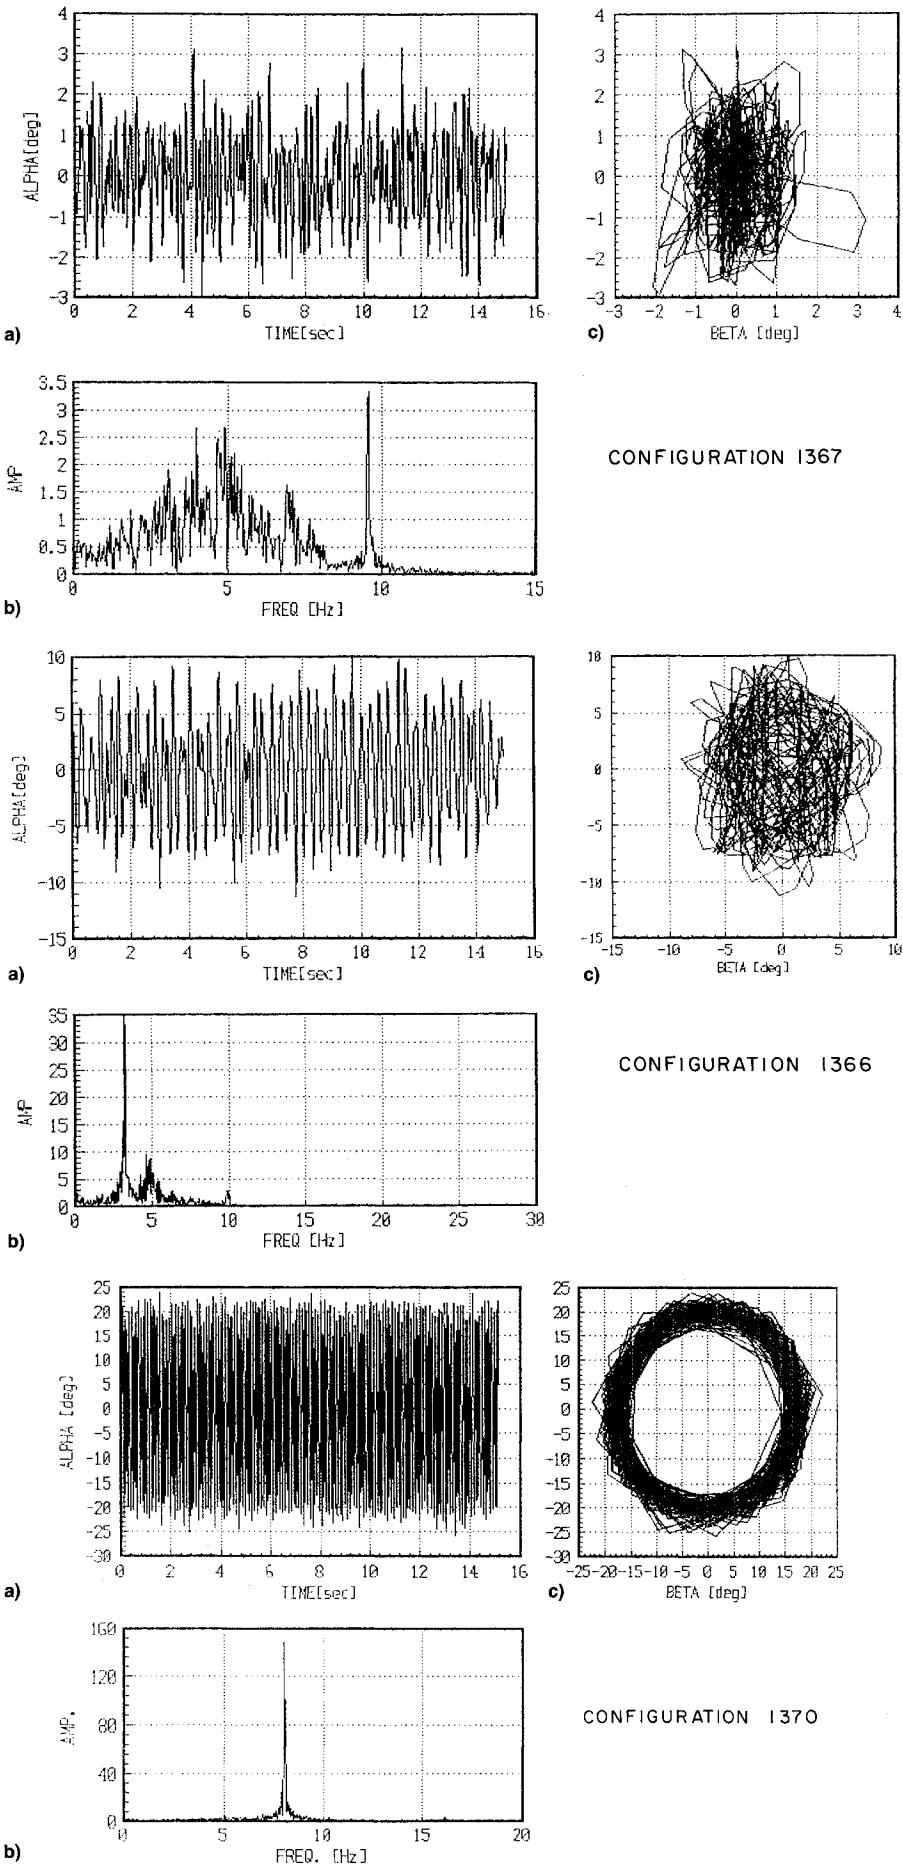 4
3
2
1
0
-1
-2
-3
ALPHA[deg]
0 2 4 6 8 10 12 14 16
TIME[sec]
a)
4
3
2
1
0
-1
-2
-3
-3 -2 -1 0 1 2 3 4
BETA [deg]
c)
3.5
3
2.5
2
1.5
1
0.5
0
AMP
0 5 10 15
FREQ [Hz]
b)
CONFIGURATION 1367
10
5
0
-5
-10
-15
ALPHA[deg]
0 2 4 6 8 10 12 14 16
TIME[sec]
a)
10
5
0
-5
-10
-15
-15 -10 -5 0 5 10
BETA [deg]
c)
35
30
25
20
15
10
5
0
AMP
0 5 10 15 20 25 30
FREQ [Hz]
b)
CONFIGURATION 1366
25
20
15
10
5
0
-5
-10
-15
-20
-25
-30
ALPHA [deg]
0 2 4 6 8 10 12 14 16
TIME[sec]
a)
25
20
15
10
5
0
-5
-10
-15
-20
-25
-30
-25-20-15-10 -5 0 5 10 15 20 25
BETA [deg]
c)
160
120
80
40
0
AMP.
0 5 10 15 20
FREQ. [Hz]
b)
CONFIGURATION 1370